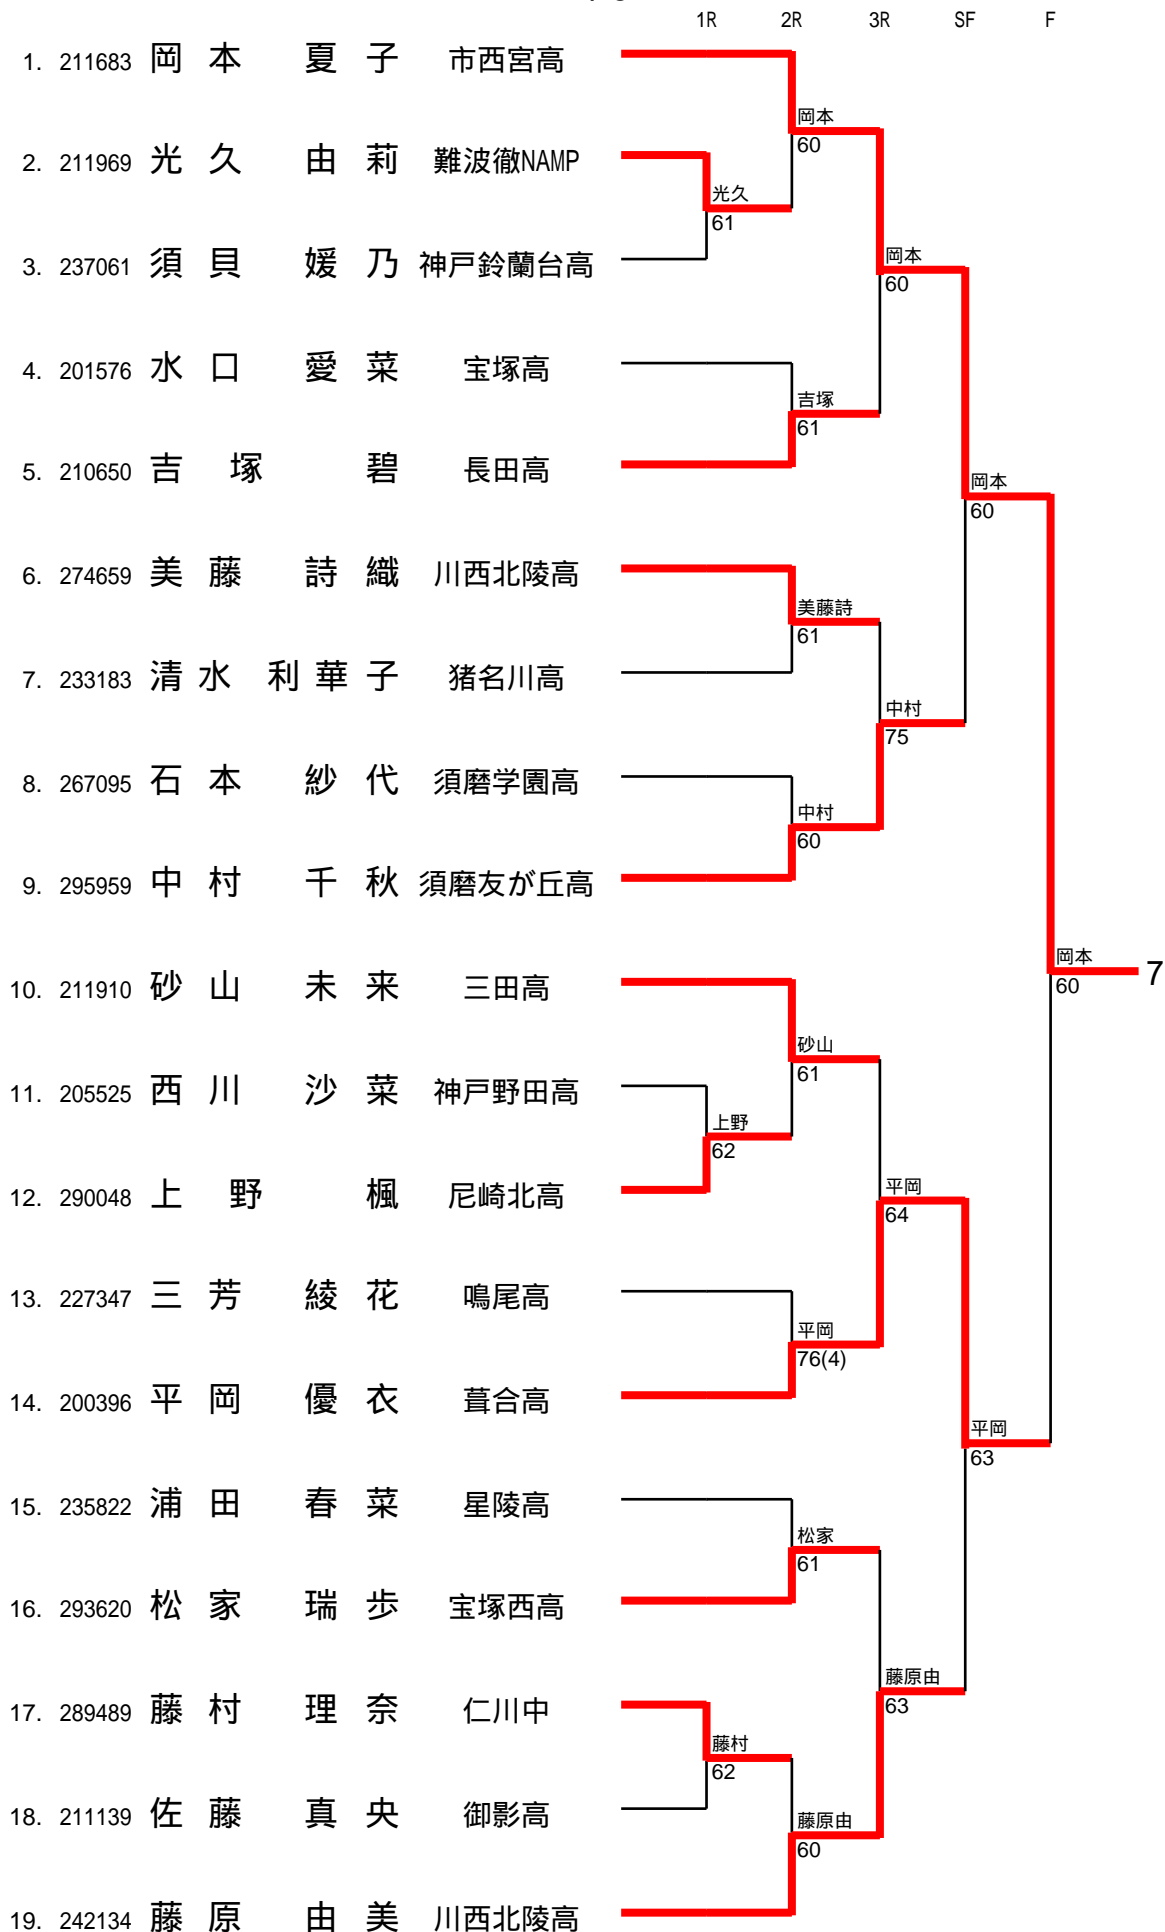 1R 2R 3R SF F
1. 211683 岡本 夏子 市西宮高
岡本
60
2. 211969 光久 由莉 難波徹NAMP
光久
61
3. 237061 須貝 媛乃 神戸鈴蘭台高
岡本
60
4. 201576 水口 愛菜 宝塚高
吉塚
61
5. 210650 吉塚 碧 長田高
岡本
60
6. 274659 美藤 詩織 川西北陵高
美藤詩
61
7. 233183 清水 利華子 猪名川高
中村
75
8. 267095 石本 紗代 須磨学園高
中村
60
9. 295959 中村 千秋 須磨友が丘高
岡本
60
7
10. 211910 砂山 未来 三田高
砂山
61
11. 205525 西川 沙菜 神戸野田高
上野
62
12. 290048 上野 楓 尼崎北高
平岡
64
13. 227347 三芳 綾花 鳴尾高
平岡
76(4)
14. 200396 平岡 優衣 葺合高
平岡
63
15. 235822 浦田 春菜 星陵高
松家
61
16. 293620 松家 瑞歩 宝塚西高
藤原由
63
17. 289489 藤村 理奈 仁川中
藤村
62
18. 211139 佐藤 真央 御影高
藤原由
60
19. 242134 藤原 由美 川西北陵高